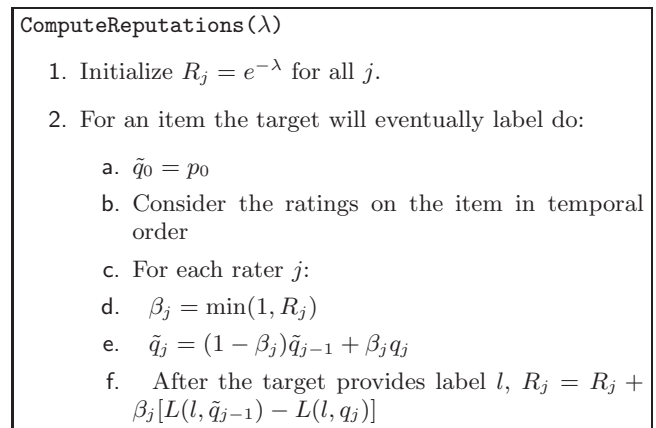 ComputeReputations(λ)
1. Initialize R_j = e^{−λ} for all j.
2. For an item the target will eventually label do:
a. q̃_0 = p_0
b. Consider the ratings on the item in temporal
order
c. For each rater j:
d. β_j = min(1, R_j)
e. q̃_j = (1 − β_j)q̃_{j−1} + β_j q_j
f. After the target provides label l, R_j = R_j +
β_j[L(l, q̃_{j−1}) − L(l, q_j)]